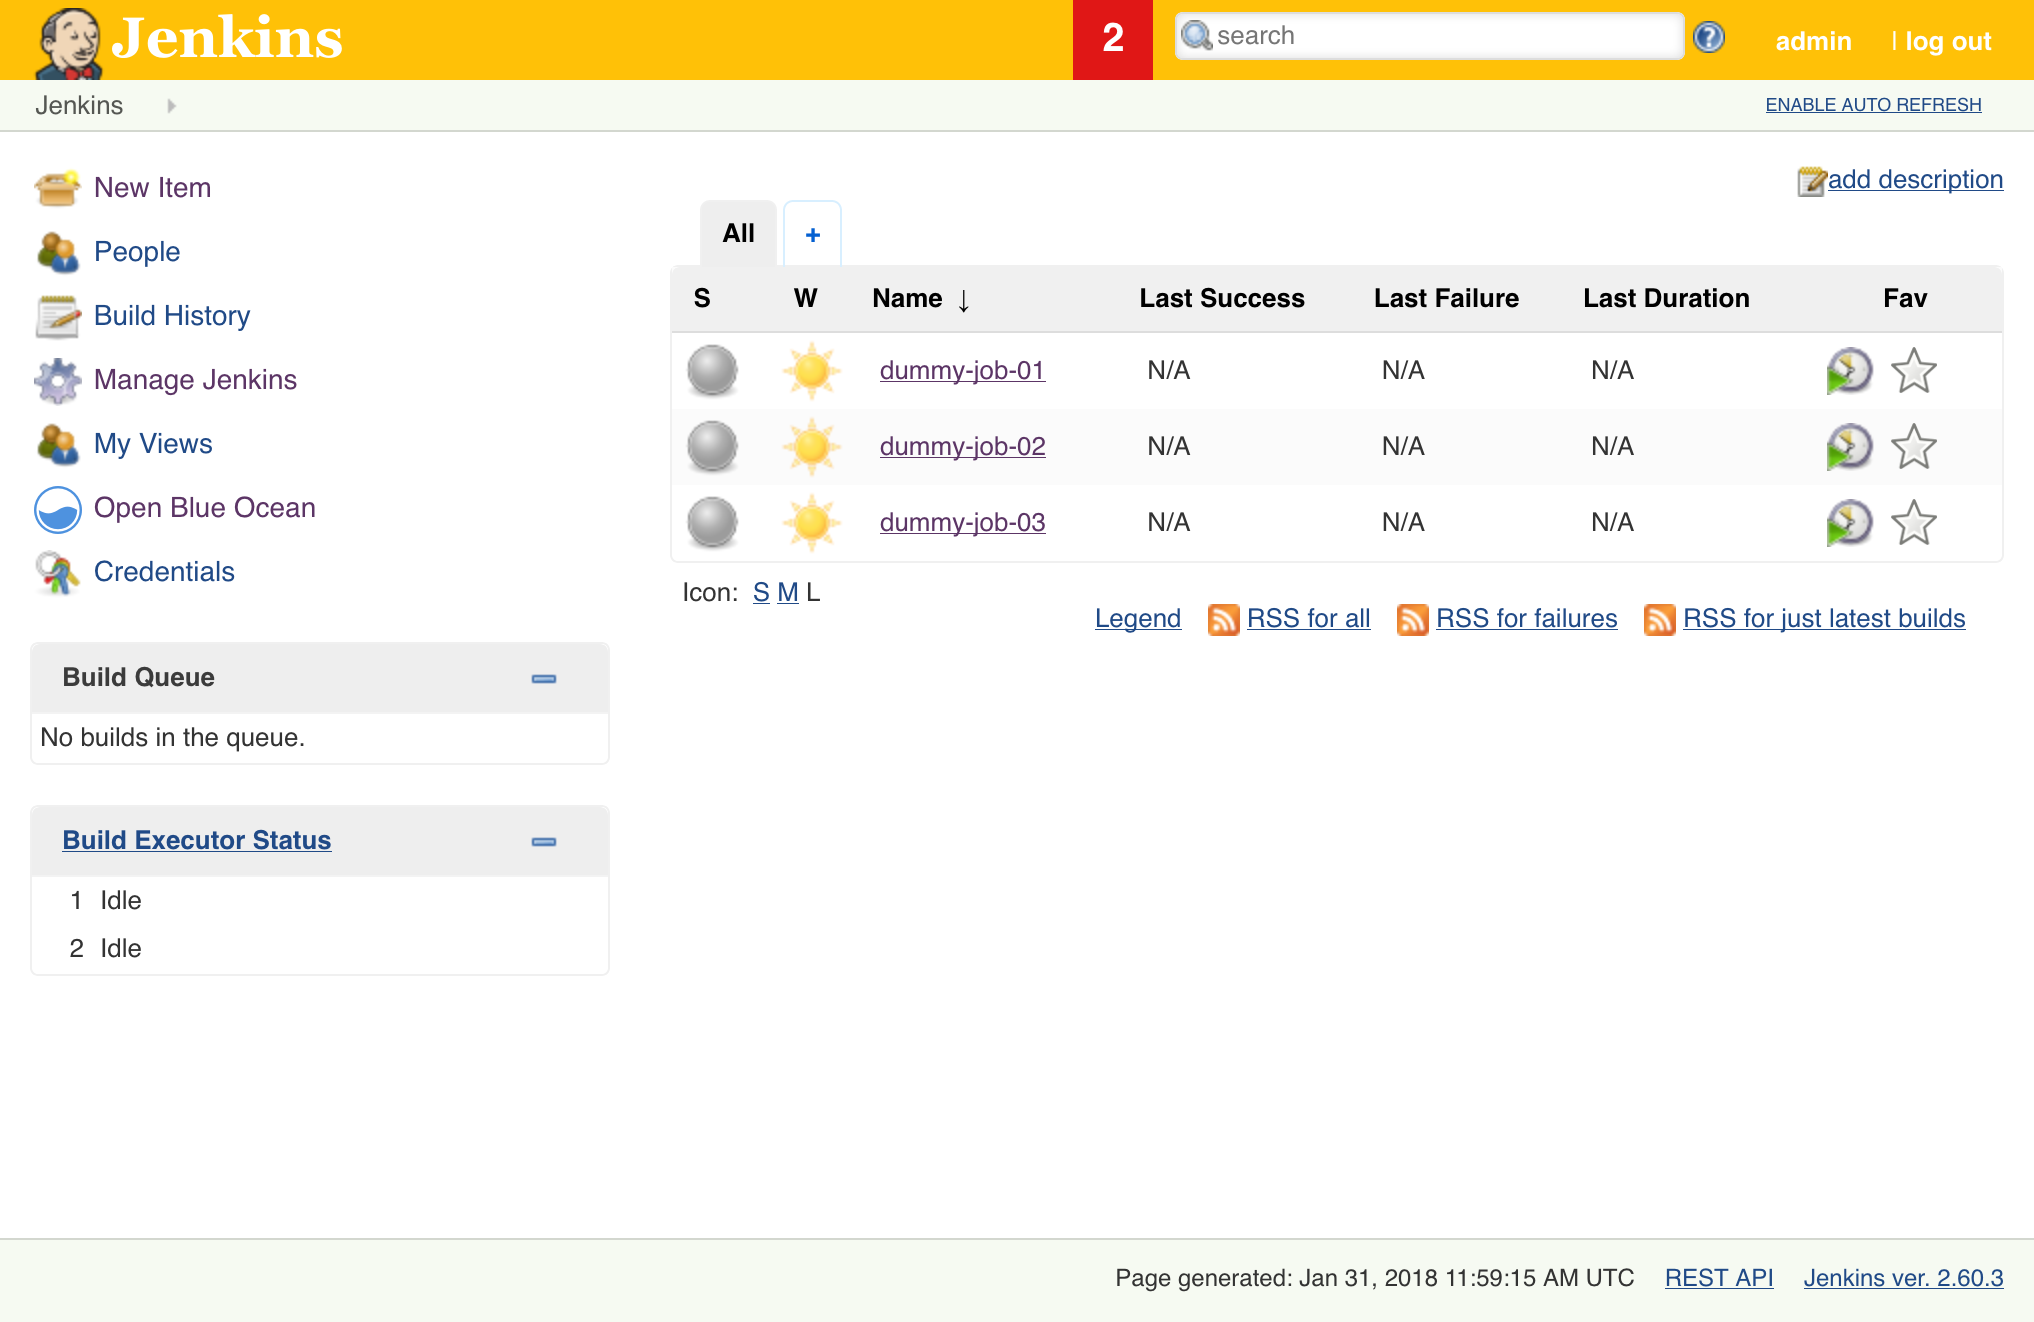 Jenkins
2
search
?
admin | log out
Jenkins
ENABLE AUTO REFRESH
New Item
People
Build History
Manage Jenkins
My Views
Open Blue Ocean
Credentials
Build Queue
No builds in the queue.
Build Executor Status
1 Idle
2 Idle
add description
All +
S W Name ↓ Last Success Last Failure Last Duration Fav
dummy-job-01 N/A N/A N/A
dummy-job-02 N/A N/A N/A
dummy-job-03 N/A N/A N/A
Icon: S M L
Legend RSS for all RSS for failures RSS for just latest builds
Page generated: Jan 31, 2018 11:59:15 AM UTC REST API Jenkins ver. 2.60.3